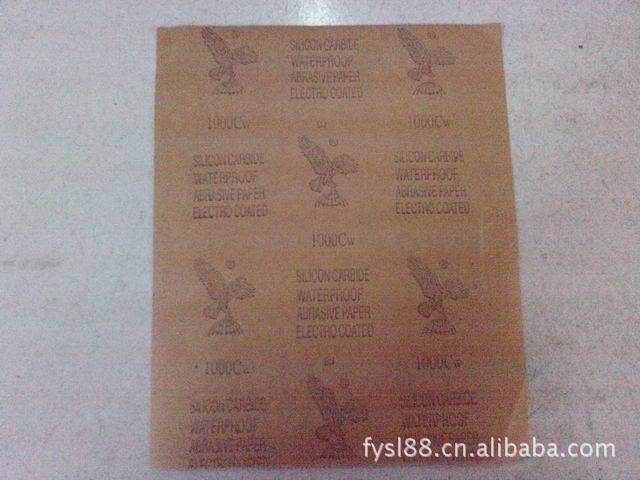 SILICON CARBIDE
WATERPROOF
ABRASIVE PAPER
ELECTRO COATED
1000Cw
1000Cw
SILICON CARBIDE
WATERPROOF
ABRASIVE PAPER
ELECTRO COATED
SILICON CARBIDE
WATERPROOF
ABRASIVE PAPER
ELECTRO COATED
1000Cw
SILICON CARBIDE
WATERPROOF
ABRASIVE PAPER
ELECTRO COATED
1000Cw
1000Cw
SILICON CARBIDE
WATERPROOF
ABRASIVE PAPER
ELECTRO COATED
SILICON CARBIDE
WATERPROOF
fysl88.cn.alibaba.com